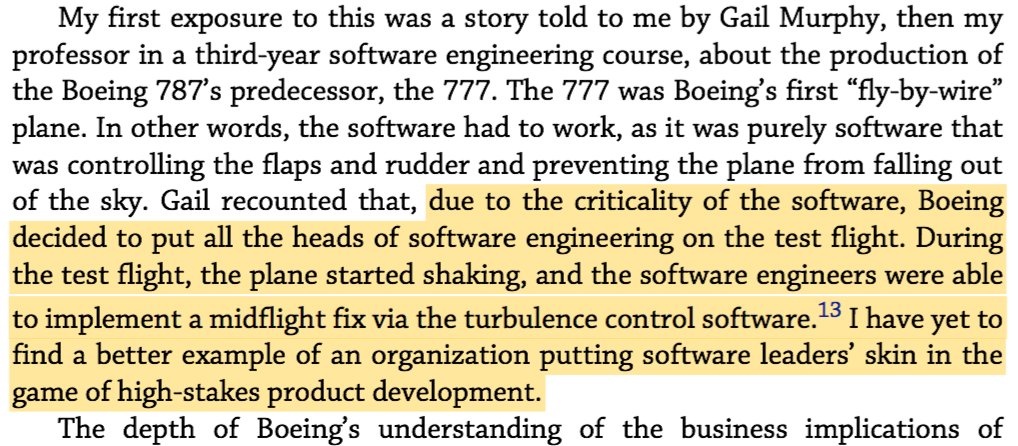 My first exposure to this was a story told to me by Gail Murphy, then my
professor in a third-year software engineering course, about the production of
the Boeing 787’s predecessor, the 777. The 777 was Boeing’s first “fly-by-wire”
plane. In other words, the software had to work, as it was purely software that
was controlling the flaps and rudder and preventing the plane from falling out
of the sky. Gail recounted that, due to the criticality of the software, Boeing
decided to put all the heads of software engineering on the test flight. During
the test flight, the plane started shaking, and the software engineers were able
to implement a midflight fix via the turbulence control software.13 I have yet to
find a better example of an organization putting software leaders’ skin in the
game of high-stakes product development.
The depth of Boeing’s understanding of the business implications of